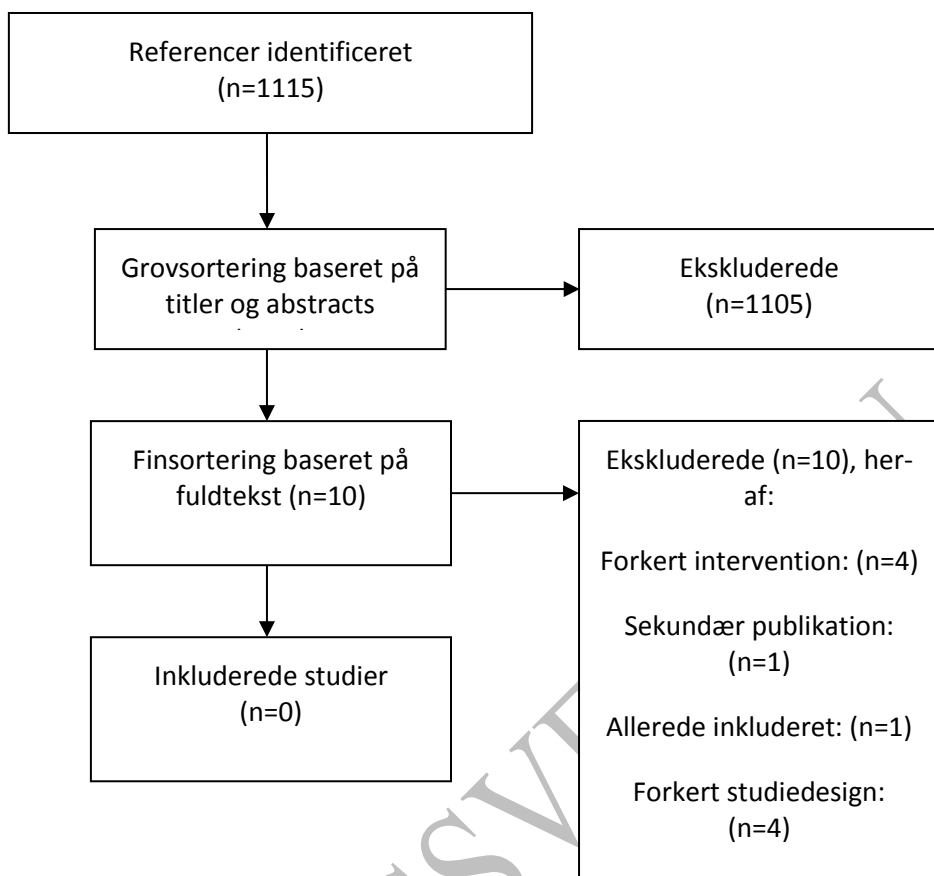 Referencer identificeret
(n=1115)
Grovsortering baseret på
titler og abstracts
Ekskluderede
(n=1105)
Finsortering baseret på
fuldtekst (n=10)
Ekskluderede (n=10), her-
af:
Forkert intervention: (n=4)
Sekundær publikation:
(n=1)
Allerede inkluderet: (n=1)
Forkert studiedesign:
(n=4)
Inkluderede studier
(n=0)